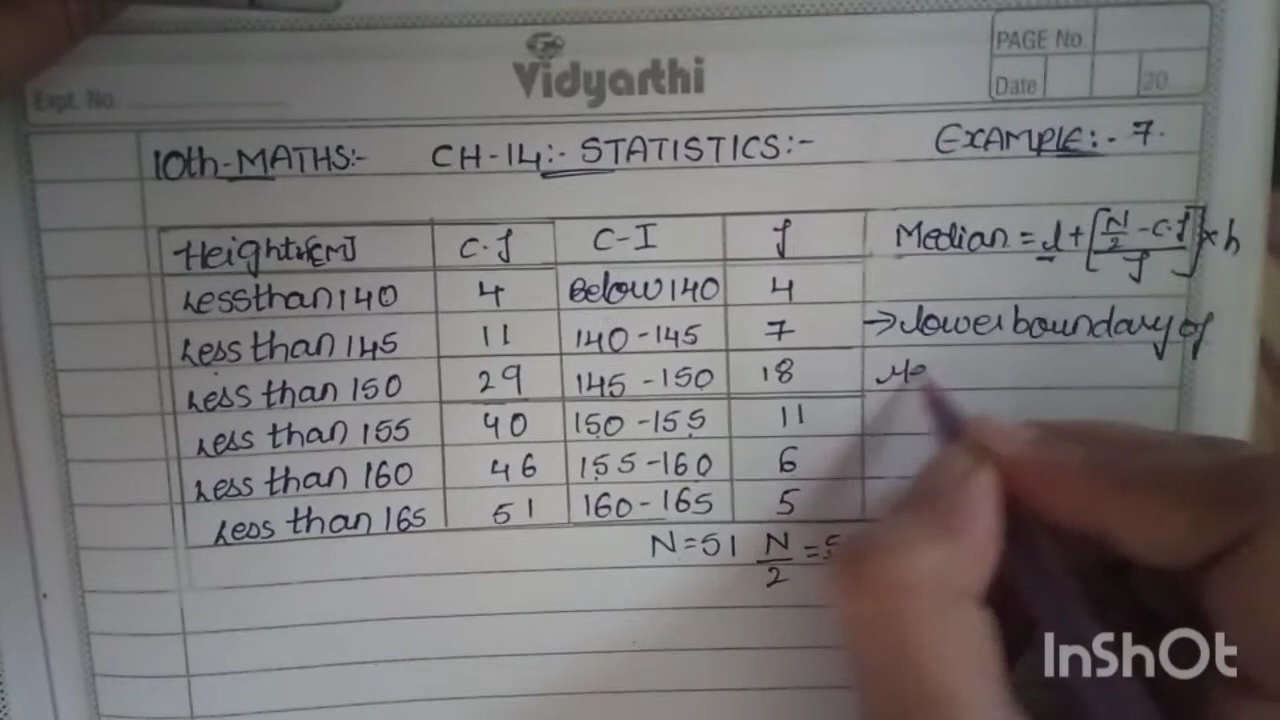 Vidyarthi
PAGE No
Expt. No.
Date 20
10th-MATHS:- CH-14:- STATISTICS:- EXAMPLE:-7.
Height[CM] C.f C-I f
Less than 140 4 Below 140 4
Less than 145 11 140-145 7
Less than 150 29 145-150 18
Less than 155 40 150-155 11
Less than 160 46 155-160 6
Less than 165 51 160-165 5
N=51 N/2 =
Median = l+[N/2 - C.f / f]×h
→lower boundary of
InShOt